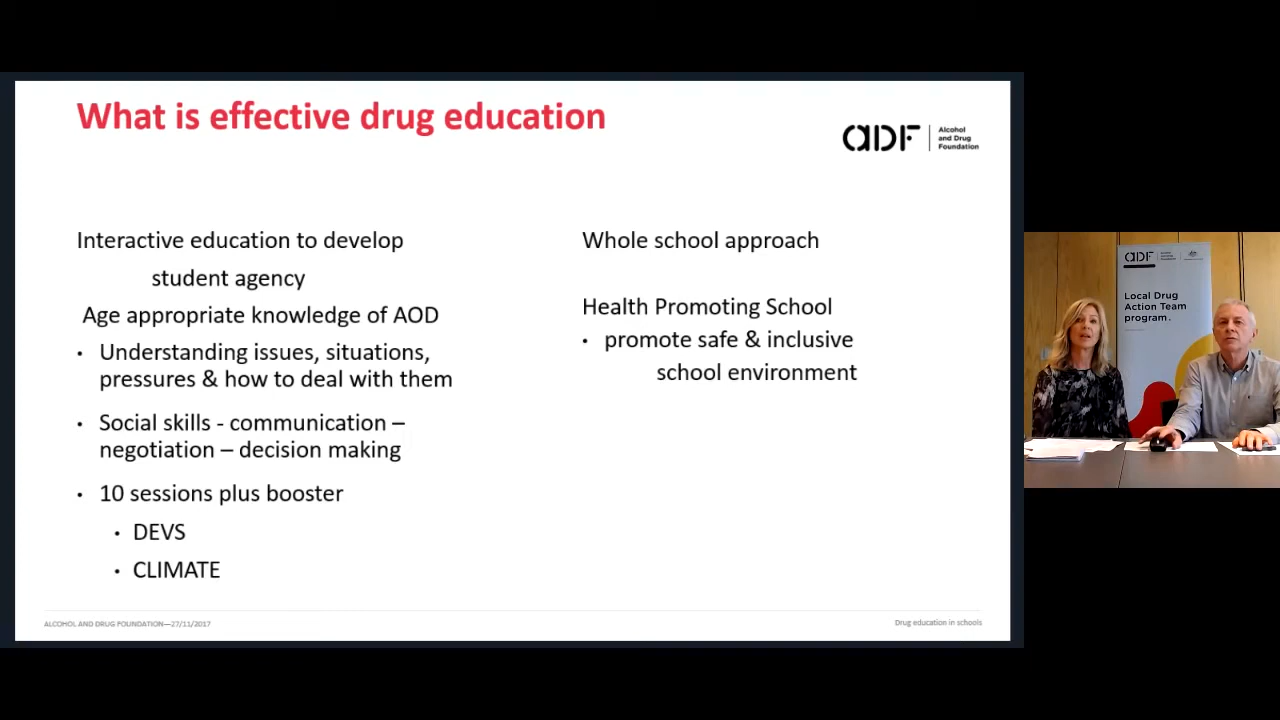 What is effective drug education
ADF
Alcohol
and Drug
Foundation
Interactive education to develop
student agency
Age appropriate knowledge of AOD
• Understanding issues, situations,
pressures & how to deal with them
• Social skills - communication –
negotiation – decision making
• 10 sessions plus booster
• DEVS
• CLIMATE
Whole school approach
Health Promoting School
• promote safe & inclusive
school environment
ALCOHOL AND DRUG FOUNDATION—27/11/2017
Drug education in schools
ADF
Local Drug
Action Team
program.